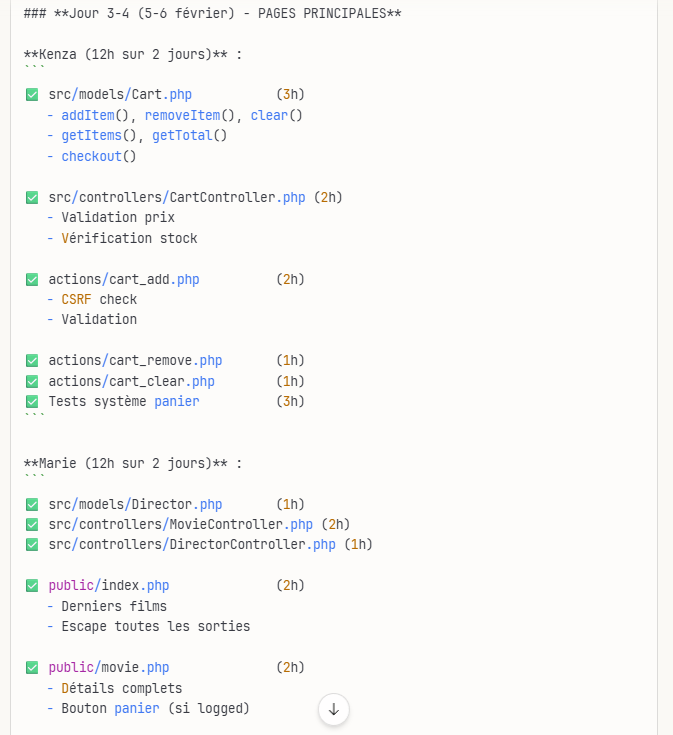 ### **Jour 3-4 (5-6 février) - PAGES PRINCIPALES**
**Kenza (12h sur 2 jours)** :
```
✅ src/models/Cart.php (3h)
- addItem(), removeItem(), clear()
- getItems(), getTotal()
- checkout()
✅ src/controllers/CartController.php (2h)
- Validation prix
- Vérification stock
✅ actions/cart_add.php (2h)
- CSRF check
- Validation
✅ actions/cart_remove.php (1h)
✅ actions/cart_clear.php (1h)
✅ Tests système panier (3h)
```
**Marie (12h sur 2 jours)** :
```
✅ src/models/Director.php (1h)
✅ src/controllers/MovieController.php (2h)
✅ src/controllers/DirectorController.php (1h)
✅ public/index.php (2h)
- Derniers films
- Escape toutes les sorties
✅ public/movie.php (2h)
- Détails complets
- Bouton panier (si logged)